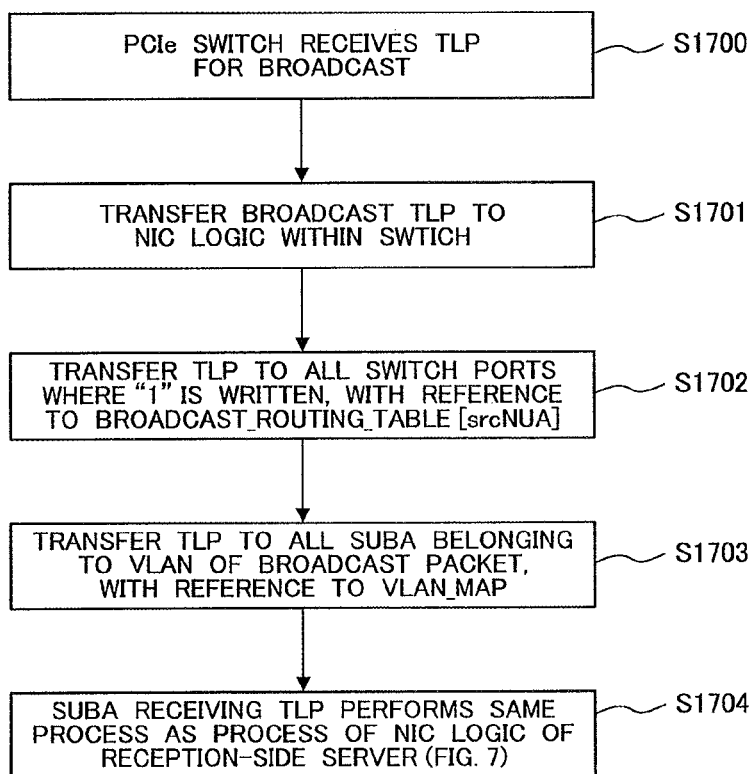 PCIe SWITCH RECEIVES TLP
FOR BROADCAST
S1700
TRANSFER BROADCAST TLP TO
NIC LOGIC WITHIN SWTICH
S1701
TRANSFER TLP TO ALL SWITCH PORTS
WHERE "1" IS WRITTEN, WITH REFERENCE
TO BROADCAST_ROUTING_TABLE [srcNUA]
S1702
TRANSFER TLP TO ALL SUBA BELONGING
TO VLAN OF BROADCAST PACKET,
WITH REFERENCE TO VLAN_MAP
S1703
SUBA RECEIVING TLP PERFORMS SAME
PROCESS AS PROCESS OF NIC LOGIC OF
RECEPTION-SIDE SERVER (FIG. 7)
S1704